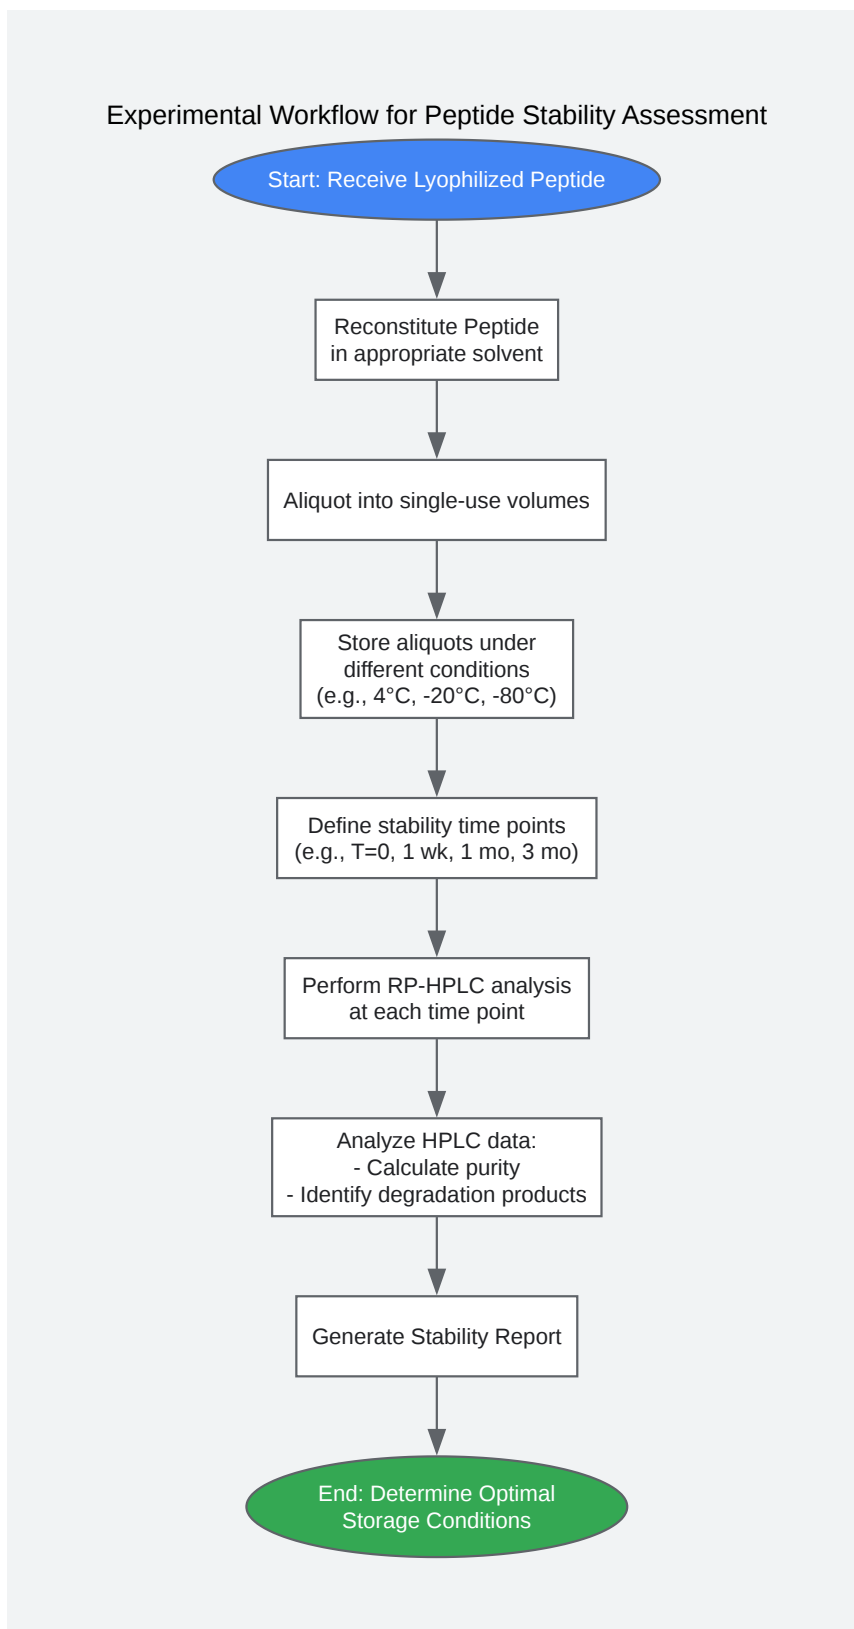 Experimental Workflow for Peptide Stability Assessment
Start: Receive Lyophilized Peptide
Reconstitute Peptide
in appropriate solvent
Aliquot into single-use volumes
Store aliquots under
different conditions
(e.g., 4°C, -20°C, -80°C)
Define stability time points
(e.g., T=0, 1 wk, 1 mo, 3 mo)
Perform RP-HPLC analysis
at each time point
Analyze HPLC data:
- Calculate purity
- Identify degradation products
Generate Stability Report
End: Determine Optimal
Storage Conditions